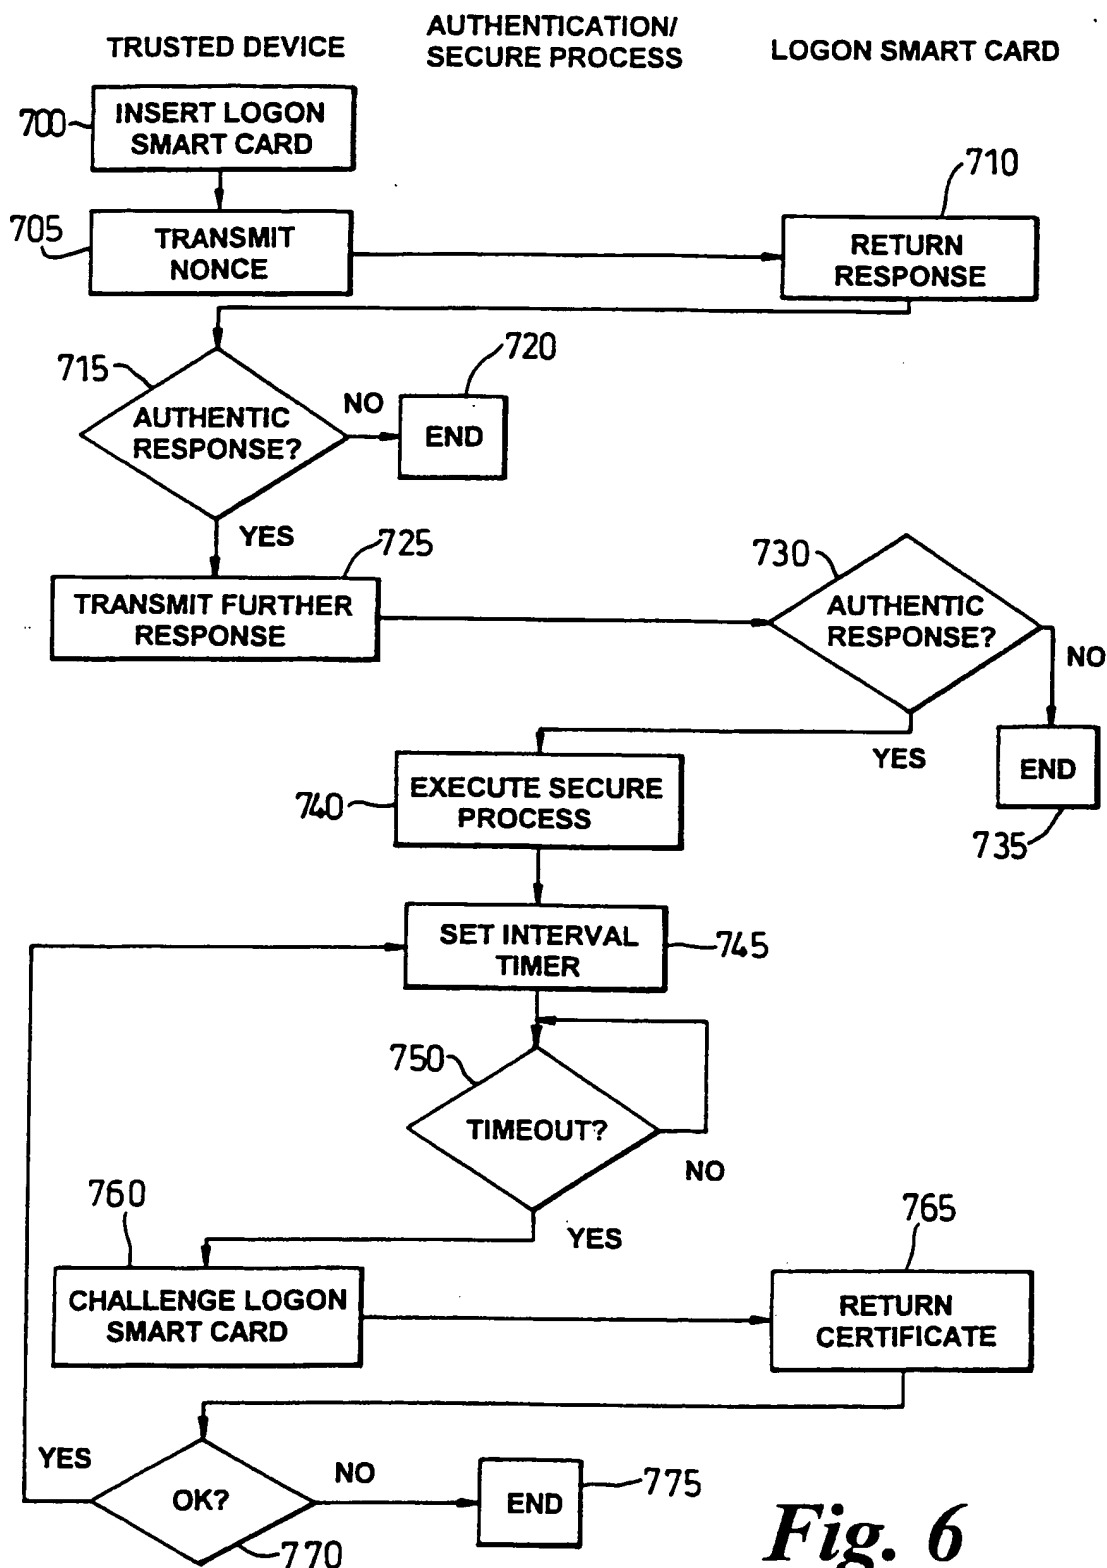 TRUSTED DEVICE
AUTHENTICATION/
SECURE PROCESS
LOGON SMART CARD
700
INSERT LOGON
SMART CARD
710
705
TRANSMIT
NONCE
RETURN
RESPONSE
715
720
AUTHENTIC
RESPONSE?
NO
END
YES
725
730
TRANSMIT FURTHER
RESPONSE
AUTHENTIC
RESPONSE?
NO
YES
END
735
740
EXECUTE SECURE
PROCESS
SET INTERVAL
TIMER
745
750
TIMEOUT?
NO
YES
760
765
CHALLENGE LOGON
SMART CARD
RETURN
CERTIFICATE
YES
OK?
NO
END
775
770
Fig. 6